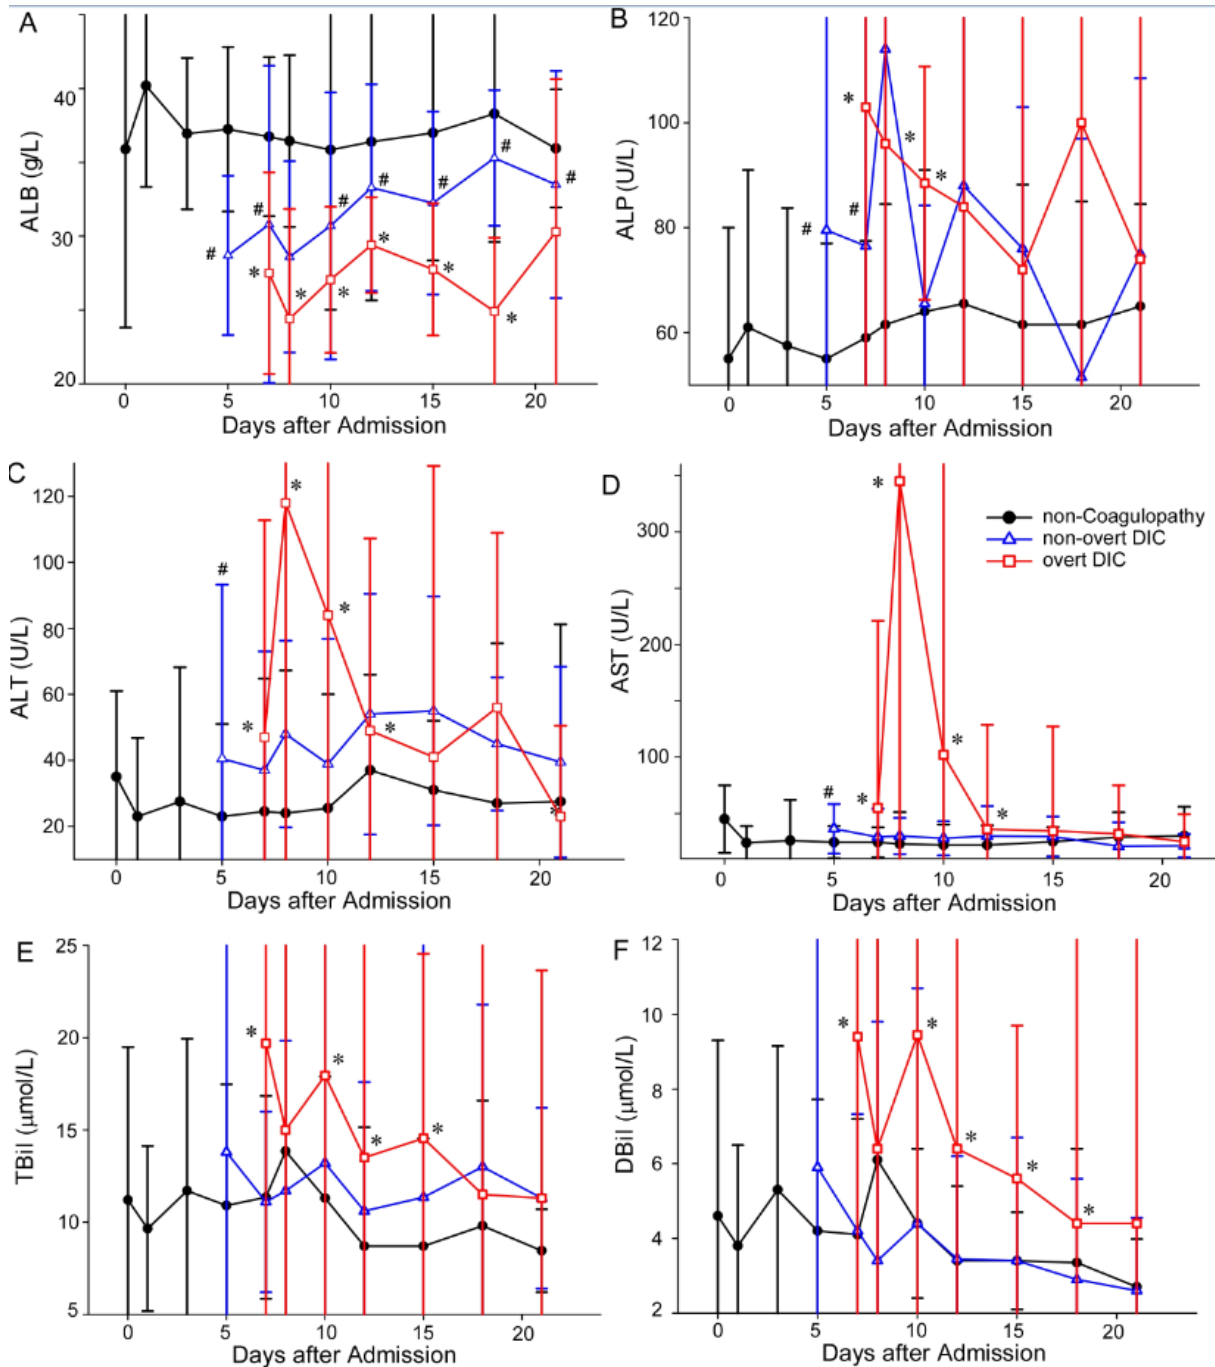 A
ALB (g/L)
40
30
20
0 5 10 15 20
Days after Admission
#
#
#
#
#
#
#
*
*
*
*
*
*
B
ALP (U/L)
120
100
80
60
0 5 10 15 20
Days after Admission
#
#
*
*
*
C
ALT (U/L)
120
100
80
60
40
20
0 5 10 15 20
Days after Admission
#
*
*
*
*
*
D
AST (U/L)
300
200
100
0 5 10 15 20
Days after Admission
#
*
*
*
*
non-Coagulopathy
non-overt DIC
overt DIC
E
TBil (μmol/L)
25
20
15
10
5
0 5 10 15 20
Days after Admission
*
*
*
*
F
DBil (μmol/L)
12
10
8
6
4
2
0 5 10 15 20
Days after Admission
*
*
*
*
*